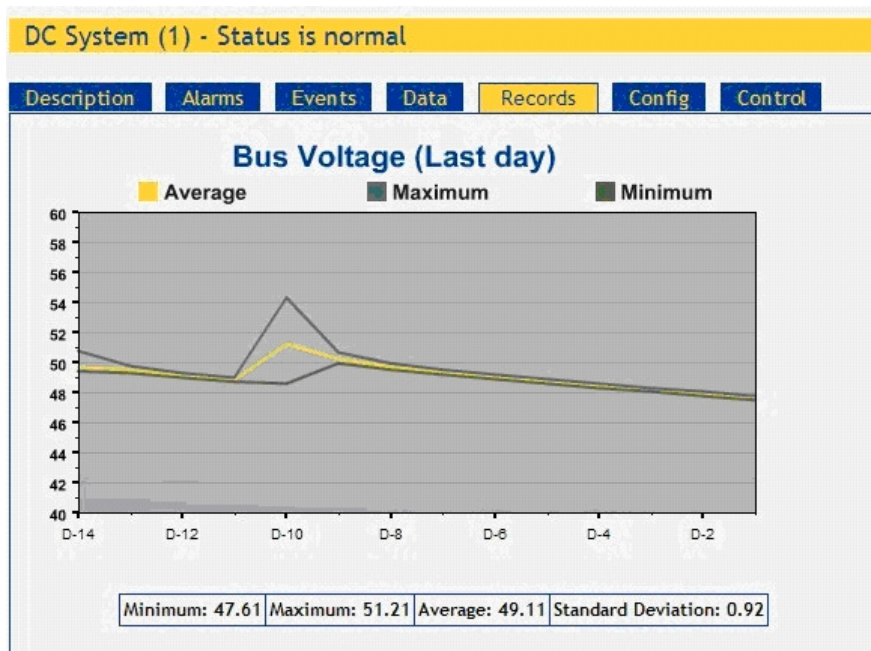 DC System (1) - Status is normal
Description Alarms Events Data Records Config Control
Bus Voltage (Last day)
Average Maximum Minimum
60
58
56
54
52
50
48
46
44
42
40
D-14 D-12 D-10 D-8 D-6 D-4 D-2
Minimum: 47.61 Maximum: 51.21 Average: 49.11 Standard Deviation: 0.92